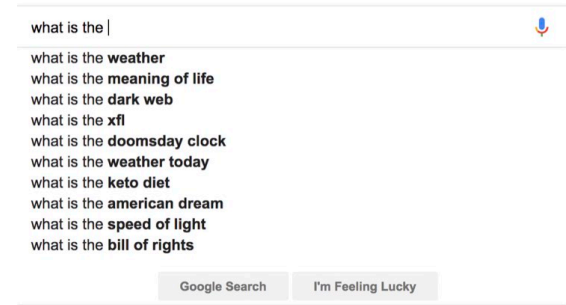 what is the
what is the weather
what is the meaning of life
what is the dark web
what is the xfl
what is the doomsday clock
what is the weather today
what is the keto diet
what is the american dream
what is the speed of light
what is the bill of rights
Google Search I'm Feeling Lucky